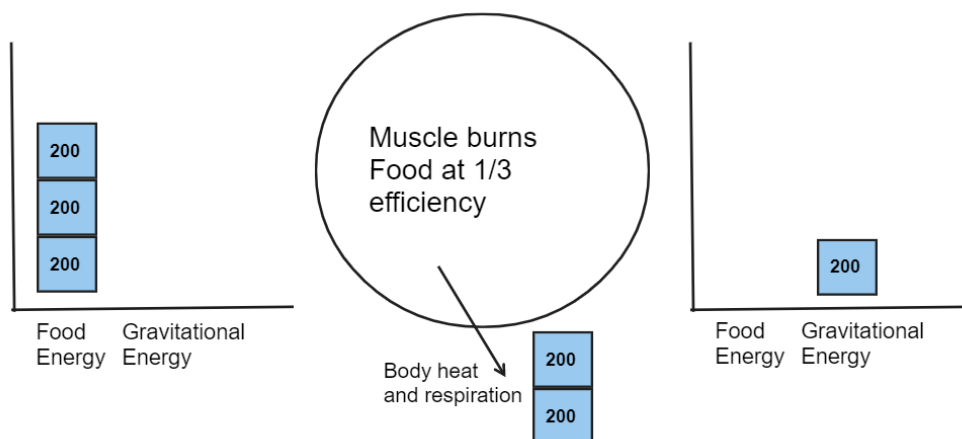 200
200
200
Food Gravitational
Energy Energy
Muscle burns
Food at 1/3
efficiency
Body heat
and respiration
200
200
200
Food Gravitational
Energy Energy